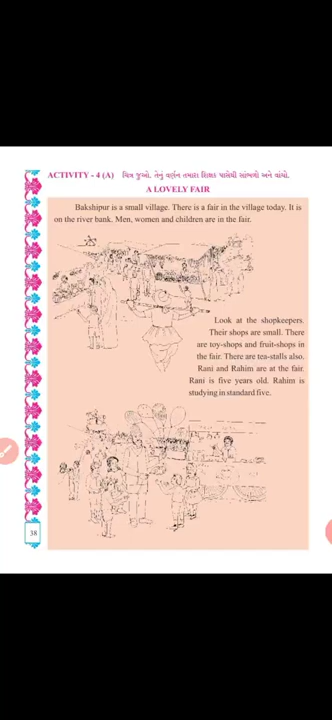 ACTIVITY - 4 (A) ચિત્ર જુઓ. તેનું વર્ણન તમારા શિક્ષક પાસેથી સાંભળો અને વાંચો.
A LOVELY FAIR
Bakshipur is a small village. There is a fair in the village today. It is
on the river bank. Men, women and children are in the fair.
Look at the shopkeepers.
Their shops are small. There
are toy-shops and fruit-shops in
the fair. There are tea-stalls also.
Rani and Rahim are at the fair.
Rani is five years old. Rahim is
studying in standard five.
38